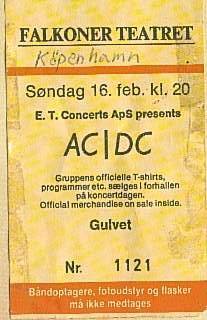 FALKONER TEATRET
København
Søndag 16. feb. kl. 20
E. T. Concerts ApS presents
AC|DC
Gruppens officielle T-shirts,
programmer etc. sælges i forhallen
på koncertdagen.
Official merchandise on sale inside.
Gulvet
Nr. 1121
Båndoptagere, fotoudstyr og flasker
må ikke medtages